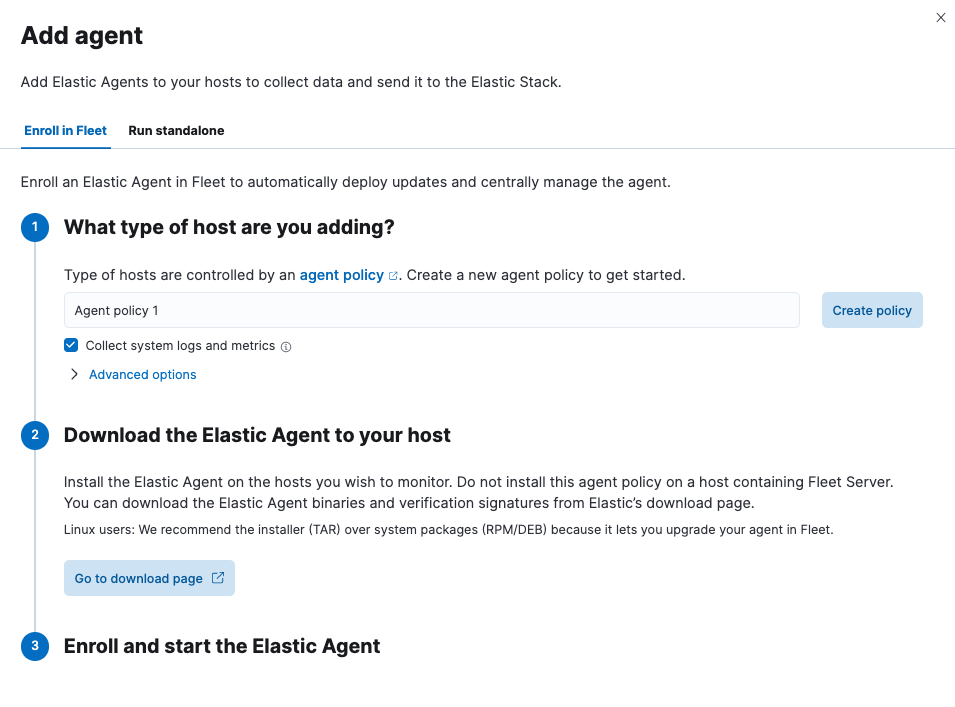 Add agent
Add Elastic Agents to your hosts to collect data and send it to the Elastic Stack.
Enroll in Fleet Run standalone
Enroll an Elastic Agent in Fleet to automatically deploy updates and centrally manage the agent.
1 What type of host are you adding?
Type of hosts are controlled by an agent policy. Create a new agent policy to get started.
Agent policy 1 Create policy
Collect system logs and metrics
Advanced options
2 Download the Elastic Agent to your host
Install the Elastic Agent on the hosts you wish to monitor. Do not install this agent policy on a host containing Fleet Server.
You can download the Elastic Agent binaries and verification signatures from Elastic’s download page.
Linux users: We recommend the installer (TAR) over system packages (RPM/DEB) because it lets you upgrade your agent in Fleet.
Go to download page
3 Enroll and start the Elastic Agent